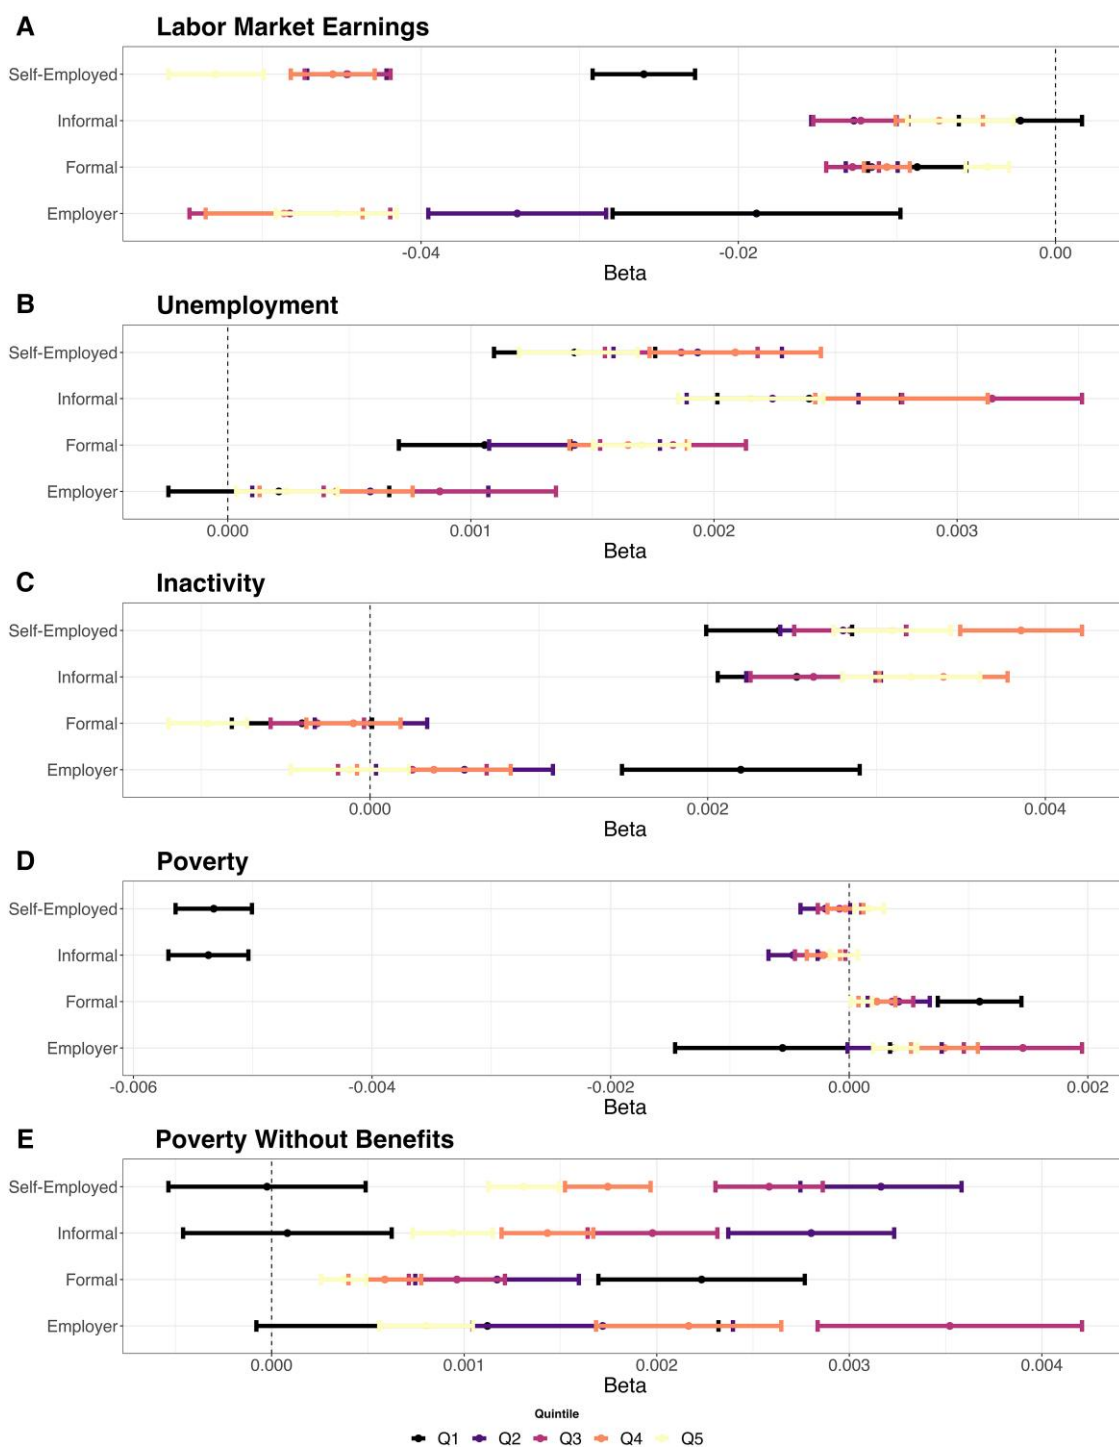 A Labor Market Earnings
Self-Employed
Informal
Formal
Employer
-0.04 -0.02 0.00
Beta
B Unemployment
Self-Employed
Informal
Formal
Employer
0.000 0.001 0.002 0.003
Beta
C Inactivity
Self-Employed
Informal
Formal
Employer
0.000 0.002 0.004
Beta
D Poverty
Self-Employed
Informal
Formal
Employer
-0.006 -0.004 -0.002 0.000 0.002
Beta
E Poverty Without Benefits
Self-Employed
Informal
Formal
Employer
0.000 0.001 0.002 0.003 0.004
Beta
Quintile
Q1 Q2 Q3 Q4 Q5